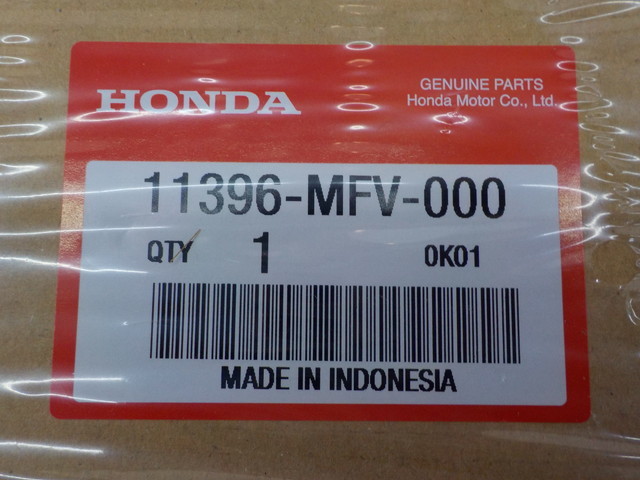 HONDA
GENUINE PARTS
Honda Motor Co., Ltd.
11396-MFV-000
QTY 1 0K01
MADE IN INDONESIA